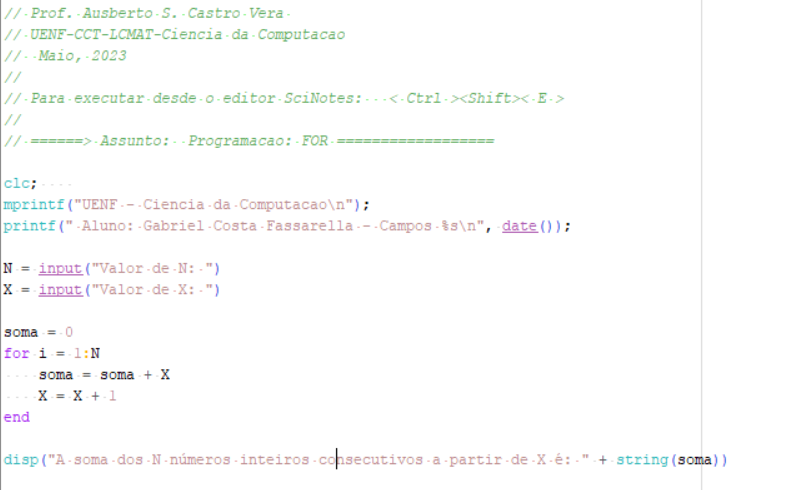 // Prof. Ausberto S. Castro Vera
// UENF-CCT-LCMAT-Ciencia da Computacao
// Maio, 2023
//
// Para executar desde o editor SciNotes:   < Ctrl ><Shift>< E >
//
// ======> Assunto:  Programacao: FOR ==================
clc;
mprintf("UENF - Ciencia da Computacao\n");
printf(" Aluno: Gabriel Costa Fassarella - Campos %s\n", date());
N = input("Valor de N: ")
X = input("Valor de X: ")
soma = 0
for i = 1:N
    soma = soma + X
    X = X + 1
end
disp("A soma dos N números inteiros consecutivos a partir de X é: " + string(soma))